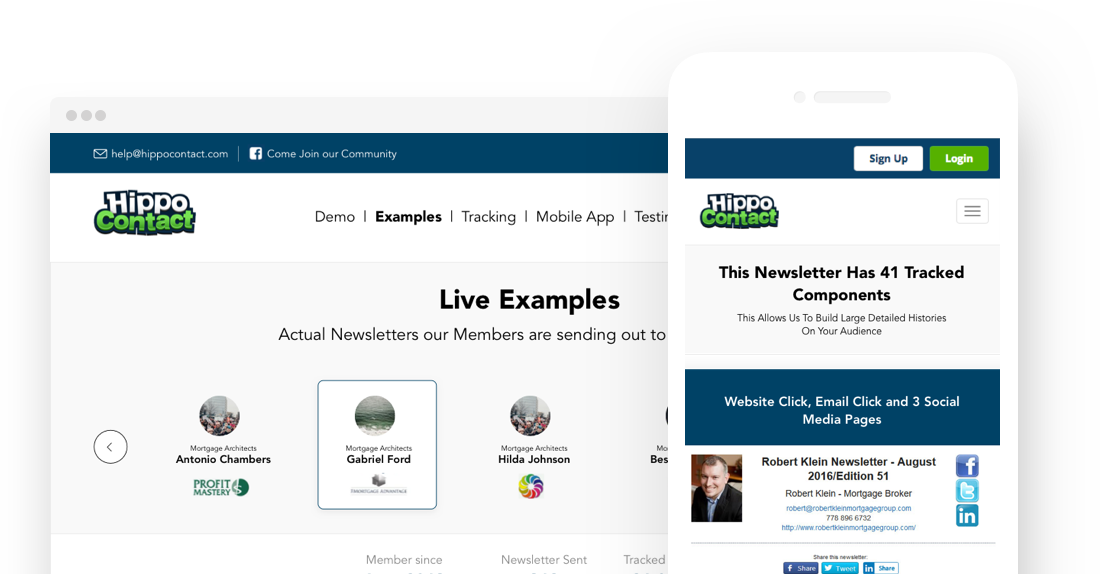 help@hippocontact.com
Come Join our Community
Hippo
Contact
Demo | Examples | Tracking | Mobile App |
Live Examples
Actual Newsletters our Members are sending out to
Mortgage Architects
Antonio Chambers
PROFIT
MASTERY
Mortgage Architects
Gabriel Ford
Mortgage Architects
Hilda Johnson
Member since
Newsletter Sent
Tracked
Sign Up
Login
Hippo
Contact
This Newsletter Has 41 Tracked
Components
This Allows Us To Build Large Detailed Histories
On Your Audience
Website Click, Email Click and 3 Social
Media Pages
Robert Klein Newsletter - August
2016/Edition 51
Robert Klein - Mortgage Broker
robert@robertkleinmortgagegroup.com
778 896 6732
http://www.robertkleinmortgagegroup.com/
Share this newsletter:
Share
Tweet
Share